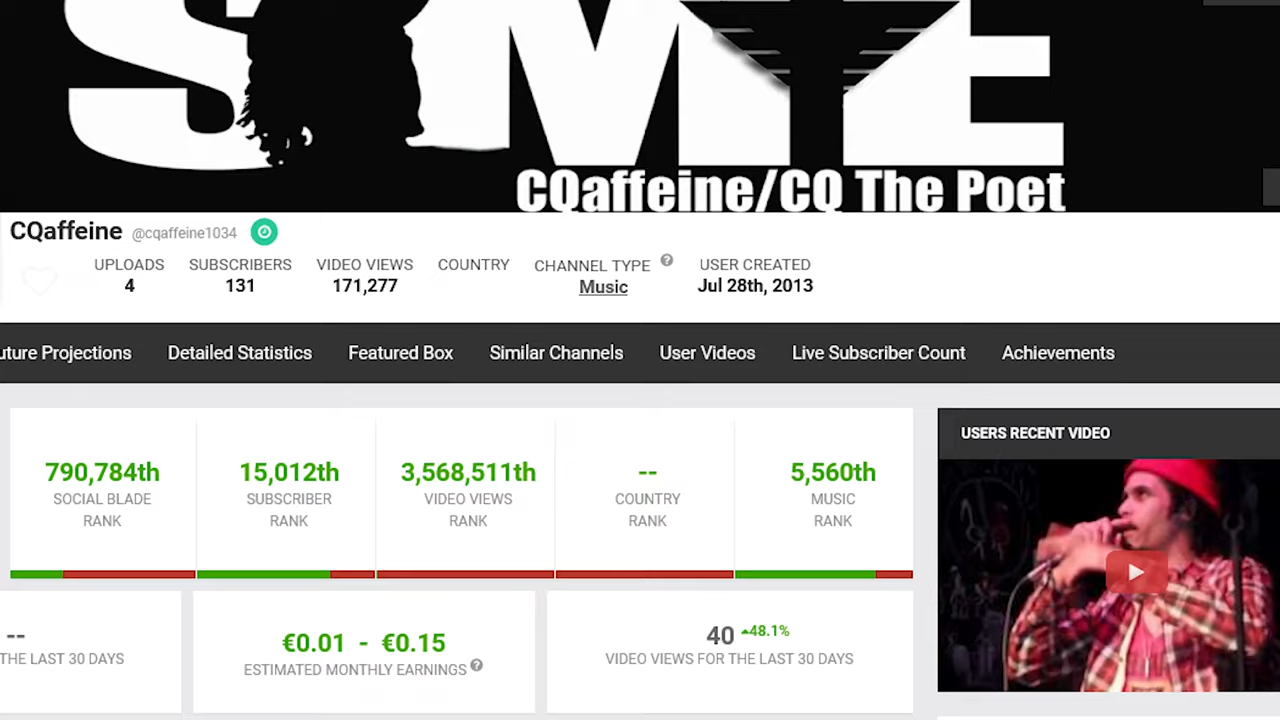 S ME
CQaffeine/CQ The Poet
CQaffeine @cqaffeine1034
UPLOADS SUBSCRIBERS VIDEO VIEWS COUNTRY CHANNEL TYPE ? USER CREATED
4 131 171,277 Music Jul 28th, 2013
uture Projections Detailed Statistics Featured Box Similar Channels User Videos Live Subscriber Count Achievements
790,784th 15,012th 3,568,511th -- 5,560th
SOCIAL BLADE SUBSCRIBER VIDEO VIEWS COUNTRY MUSIC
RANK RANK RANK RANK RANK
USERS RECENT VIDEO
-- €0.01 - €0.15 40 48.1%
THE LAST 30 DAYS ESTIMATED MONTHLY EARNINGS ? VIDEO VIEWS FOR THE LAST 30 DAYS